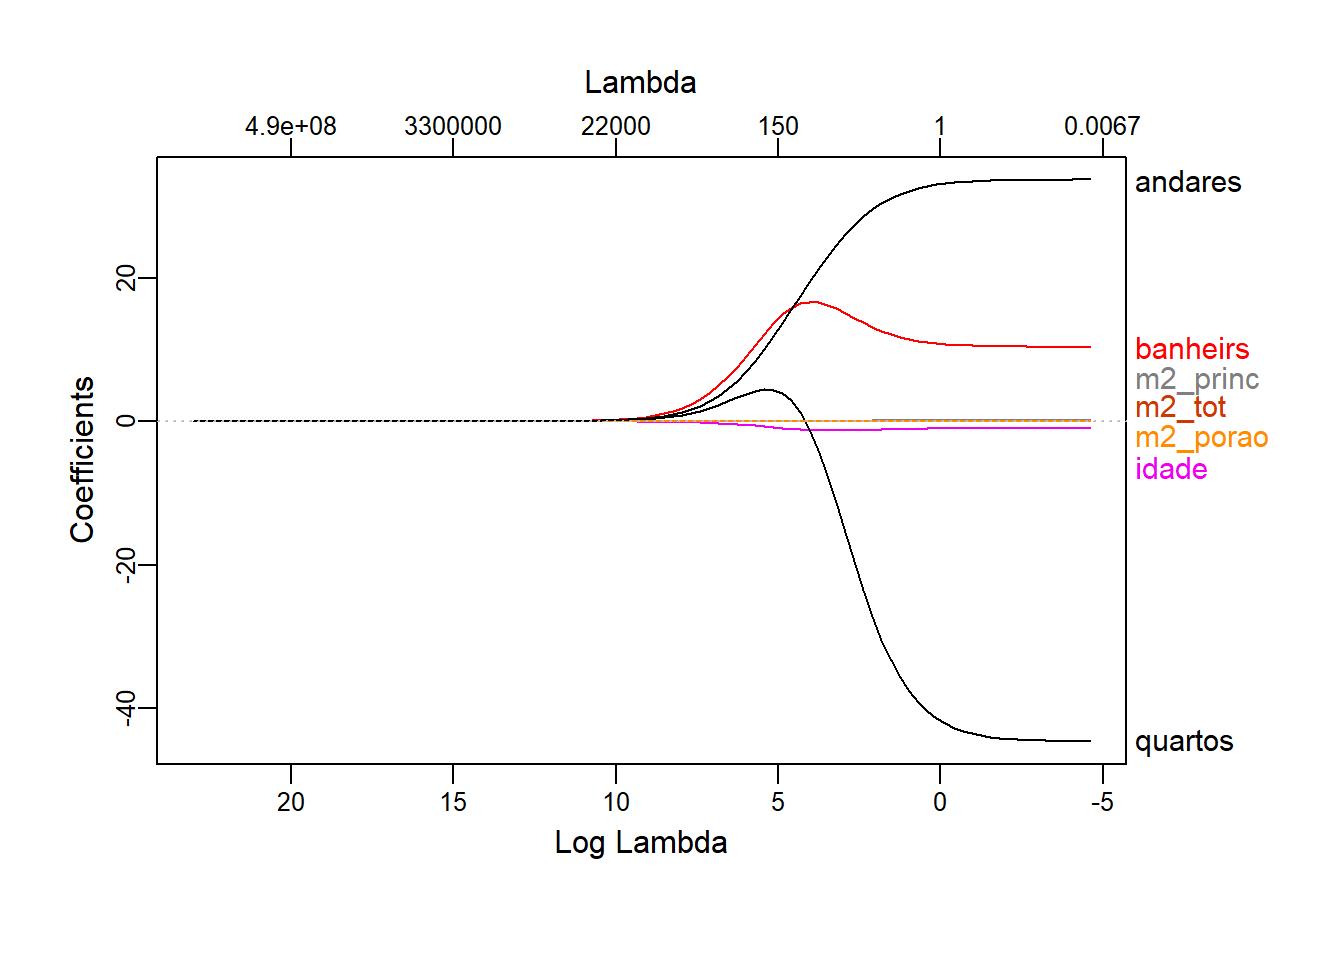 Lambda
4.9e+08 3300000 22000 150 1 0.0067
andares
20
banheirs
m2_princ
m2_tot
0
m2_porao
idade
Coefficients
-20
-40
quartos
20 15 10 5 0 -5
Log Lambda